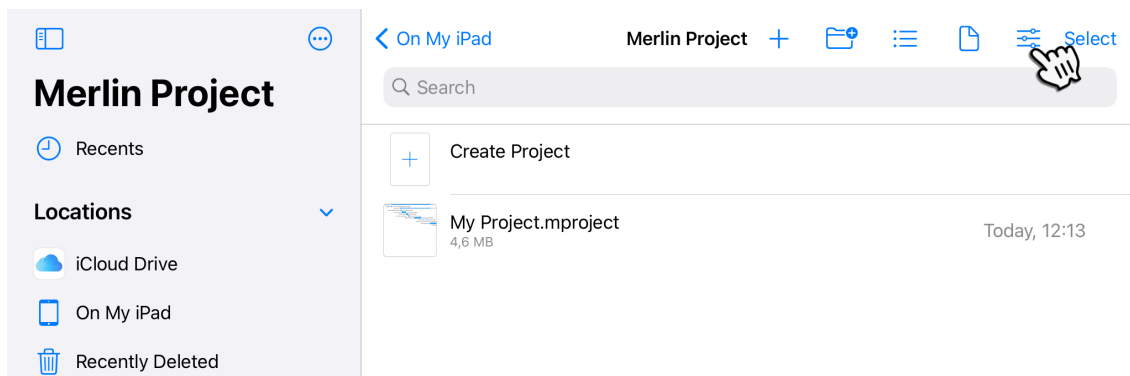 On My iPad
Merlin Project
Select
Merlin Project
Search
Recents
Create Project
Locations
My Project.mproject
4,6 MB
Today, 12:13
iCloud Drive
On My iPad
Recently Deleted